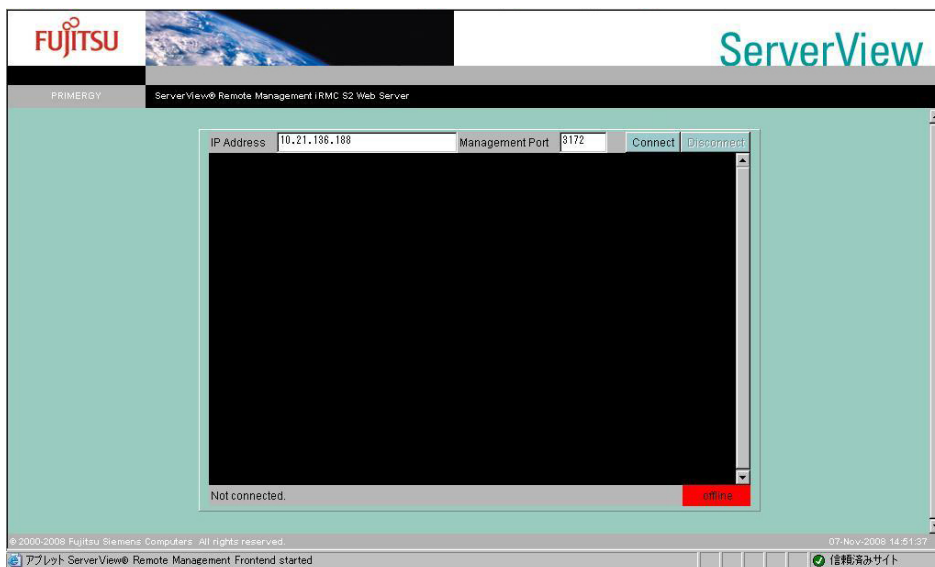 FUJITSU
ServerView
PRIMERGY
ServerView® Remote Management iRMC S2 Web Server
IP Address 10.21.136.188 Management Port 3172 Connect Disconnect
Not connected. offline
© 2000-2008 Fujitsu Siemens Computers All rights reserved. 07-Nov-2008 14:51:37
アプレット ServerView® Remote Management Frontend started 信頼済みサイト